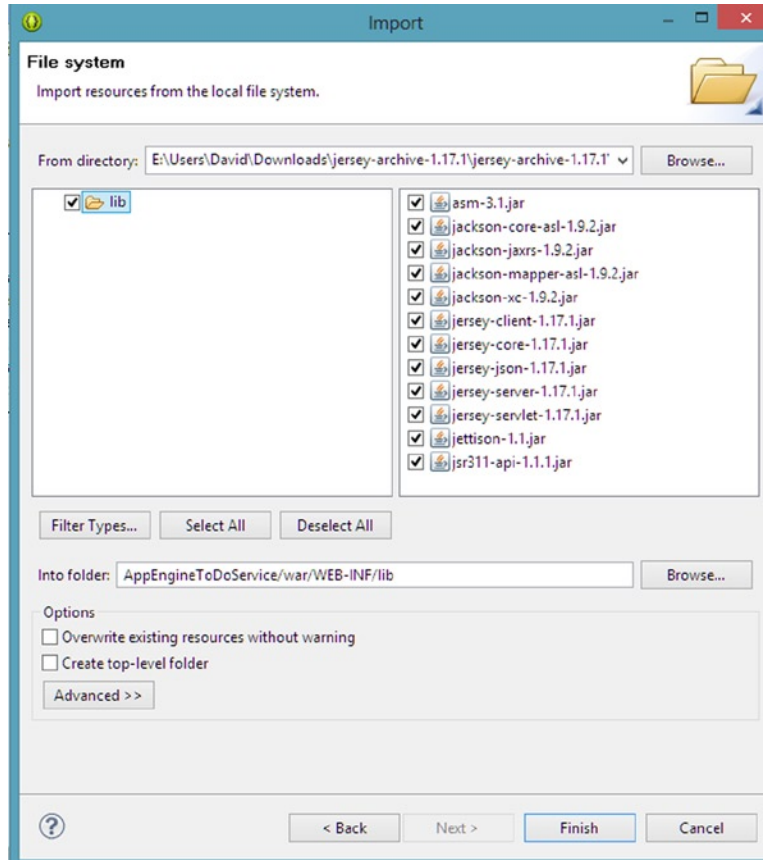 Import
File system
Import resources from the local file system.
From directory: E:\Users\David\Downloads\jersey-archive-1.17.1\jersey-archive-1.17.1\ Browse...
lib
asm-3.1.jar
jackson-core-asl-1.9.2.jar
jackson-jaxrs-1.9.2.jar
jackson-mapper-asl-1.9.2.jar
jackson-xc-1.9.2.jar
jersey-client-1.17.1.jar
jersey-core-1.17.1.jar
jersey-json-1.17.1.jar
jersey-server-1.17.1.jar
jersey-servlet-1.17.1.jar
jettison-1.1.jar
jsr311-api-1.1.1.jar
Filter Types... Select All Deselect All
Into folder: AppEngineToDoService/war/WEB-INF/lib Browse...
Options
Overwrite existing resources without warning
Create top-level folder
Advanced >>
? < Back Next > Finish Cancel